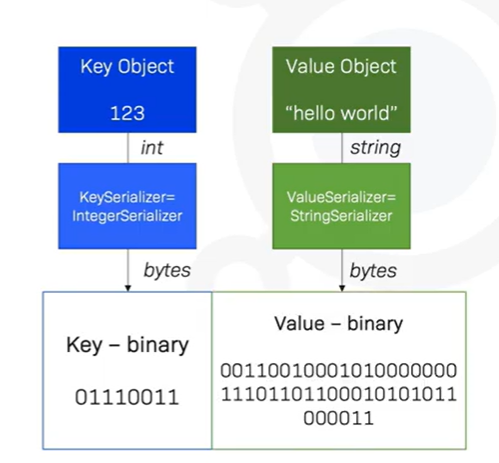 Key Object
123
int
KeySerializer=
IntegerSerializer
bytes
Key – binary
01110011
Value Object
“hello world”
string
ValueSerializer=
StringSerializer
bytes
Value – binary
00110010001010000000
11101101100010101011
000011